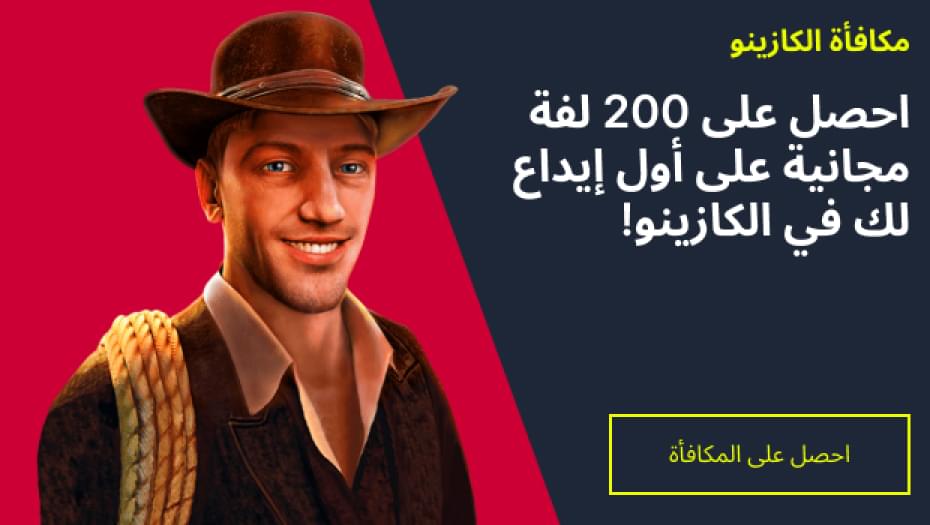 مكافأة الكازينو
احصل على 200 لفة
مجانية على أول إيداع
لك في الكازينو!
احصل على المكافأة